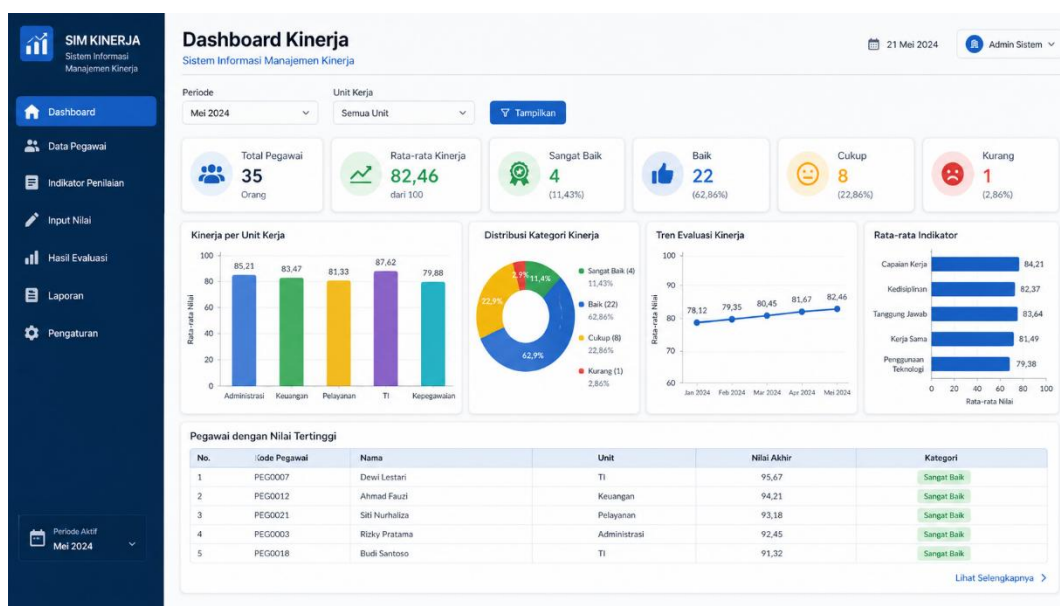 SIM KINERJA
Sistem Informasi
Manajemen Kinerja
Dashboard
Data Pegawai
Indikator Penilaian
Input Nilai
Hasil Evaluasi
Laporan
Pengaturan
Periode Aktif
Mei 2024
Dashboard Kinerja
Sistem Informasi Manajemen Kinerja
21 Mei 2024
Admin Sistem
Periode
Mei 2024
Unit Kerja
Semua Unit
Tampilkan
Total Pegawai
35
Orang
Rata-rata Kinerja
82,46
dari 100
Sangat Baik
4
(11,43%)
Baik
22
(62,86%)
Cukup
8
(22,86%)
Kurang
1
(2,86%)
Kinerja per Unit Kerja
Rata-rata Nilai
100
80
60
40
20
0
85,21
83,47
81,33
87,62
79,88
Administrasi Keuangan Pelayanan TI Kepegawaian
Distribusi Kategori Kinerja
2,9%
11,4%
22,9%
62,9%
Sangat Baik (4)
11,43%
Baik (22)
62,86%
Cukup (8)
22,86%
Kurang (1)
2,86%
Tren Evaluasi Kinerja
Rata-rata Nilai
100
90
80
70
60
78,12 79,35 80,45 81,67 82,46
Jan 2024 Feb 2024 Mar 2024 Apr 2024 Mei 2024
Rata-rata Indikator
Capaian Kerja 84,21
Kedisiplinan 82,37
Tanggung Jawab 83,64
Kerja Sama 81,49
Penggunaan
Teknologi 79,38
0 20 40 60 80 100
Rata-rata Nilai
Pegawai dengan Nilai Tertinggi
No. Kode Pegawai Nama Unit Nilai Akhir Kategori
1 PEG0007 Dewi Lestari TI 95,67 Sangat Baik
2 PEG0012 Ahmad Fauzi Keuangan 94,21 Sangat Baik
3 PEG0021 Siti Nurhaliza Pelayanan 93,18 Sangat Baik
4 PEG0003 Rizky Pratama Administrasi 92,45 Sangat Baik
5 PEG0018 Budi Santoso TI 91,32 Sangat Baik
Lihat Selengkapnya